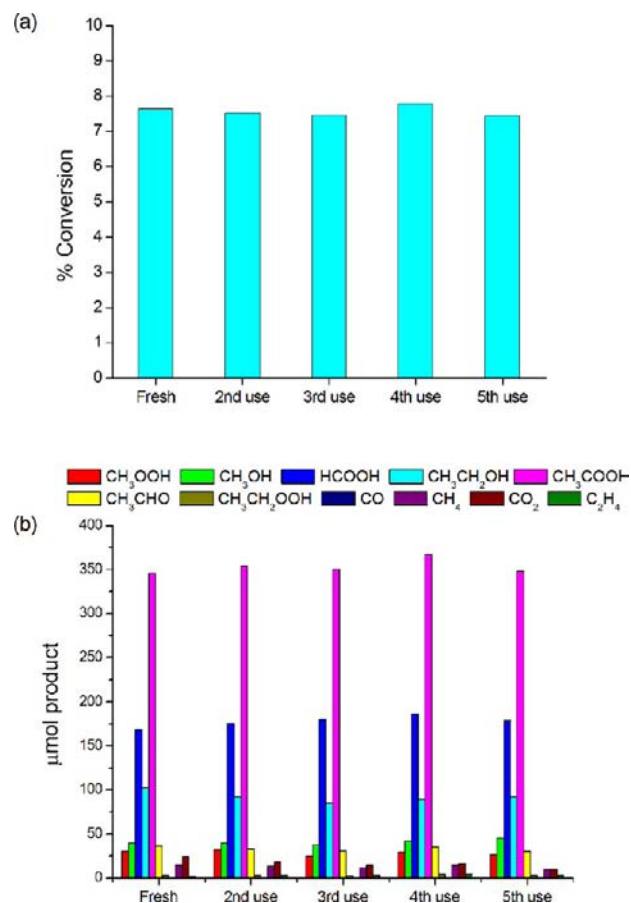 (a)
10
9
8
7
6
5
4
3
2
1
0
% Conversion
Fresh 2nd use 3rd use 4th use 5th use
CH₃OOH CH₃OH HCOOH CH₃CH₂OH CH₃COOH
CH₃CHO CH₃CH₂OOH CO CH₄ CO₂ C₂H₄
(b)
400
350
300
250
200
150
100
50
0
μmol product
Fresh 2nd use 3rd use 4th use 5th use